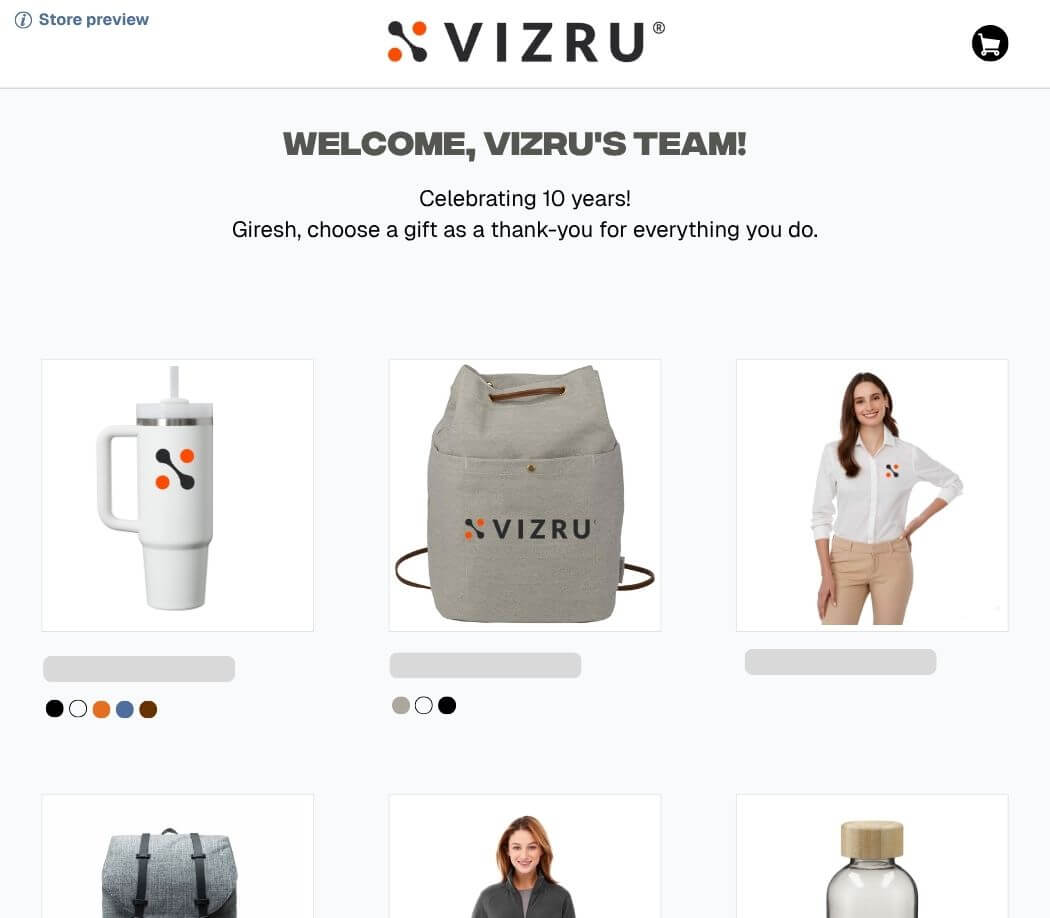 Store preview
VIZRU®
WELCOME, VIZRU'S TEAM!
Celebrating 10 years!
Giresh, choose a gift as a thank-you for everything you do.
VIZRU